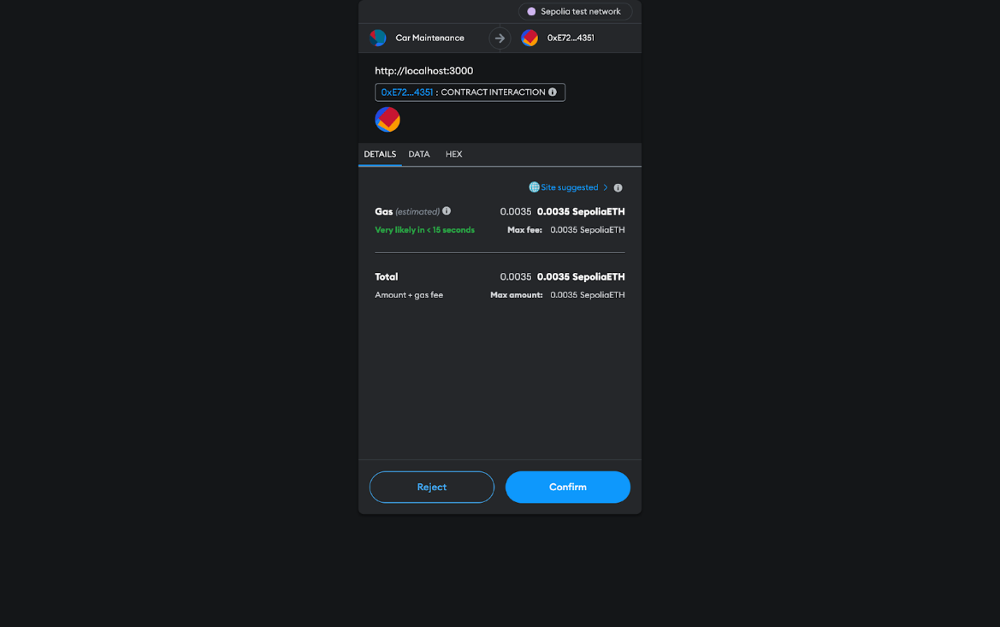 Sepolia test network
Car Maintenance 0xE72...4351
http://localhost:3000
0xE72...4351 : CONTRACT INTERACTION
DETAILS DATA HEX
Site suggested >
Gas (estimated) 0.0035 0.0035 SepoliaETH
Very likely in < 15 seconds Max fee: 0.0035 SepoliaETH
Total 0.0035 0.0035 SepoliaETH
Amount + gas fee Max amount: 0.0035 SepoliaETH
Reject Confirm